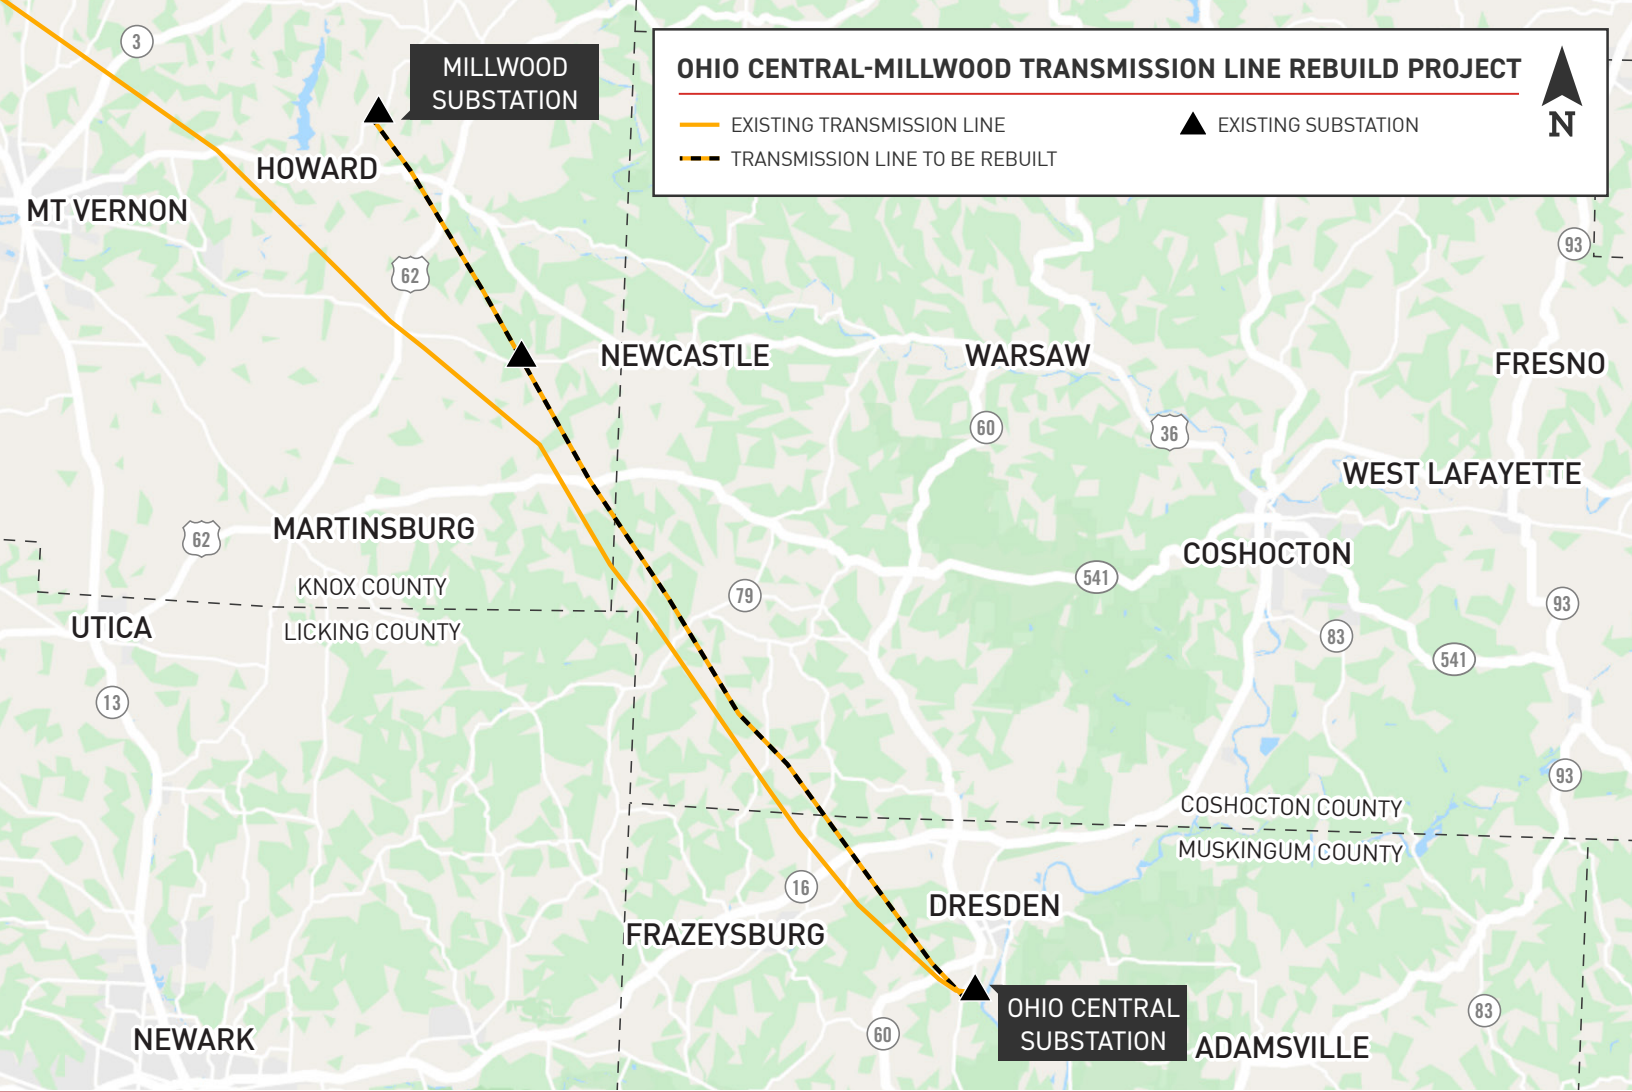 3
MILLWOOD
SUBSTATION
OHIO CENTRAL-MILLWOOD TRANSMISSION LINE REBUILD PROJECT
EXISTING TRANSMISSION LINE
EXISTING SUBSTATION
TRANSMISSION LINE TO BE REBUILT
N
HOWARD
MT VERNON
62
93
NEWCASTLE
WARSAW
FRESNO
60
36
WEST LAFAYETTE
MARTINSBURG
62
COSHOCTON
KNOX COUNTY
LICKING COUNTY
79
541
93
UTICA
83
541
13
93
COSHOCTON COUNTY
MUSKINGUM COUNTY
16
DRESDEN
FRAZEYSBURG
OHIO CENTRAL
SUBSTATION
83
60
NEWARK
ADAMSVILLE